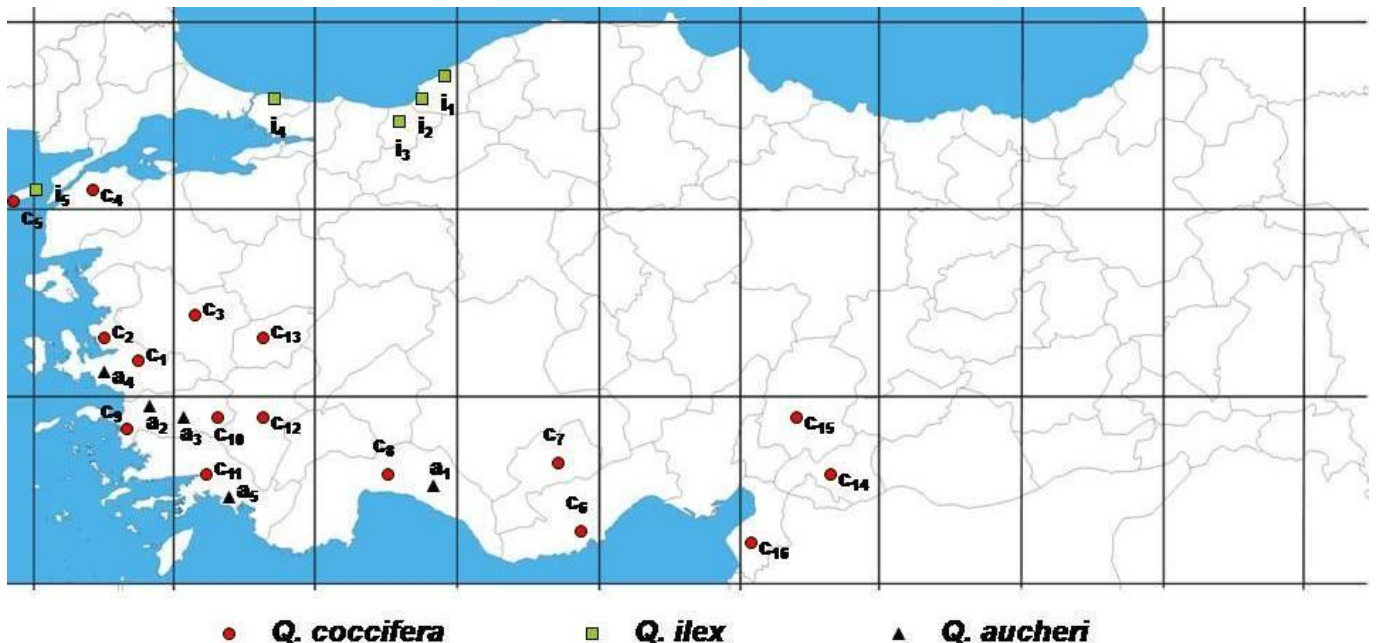 i₁
i₄
i₂
i₃
i₅
c₄
c₅
c₃
c₂
c₁₃
c₁
a₄
c₉
a₂
a₃
c₁₀
c₁₂
c₁₅
c₇
c₈
a₁
c₁₁
a₅
c₁₄
c₆
c₁₆
Q. coccifera Q. ilex Q. aucheri